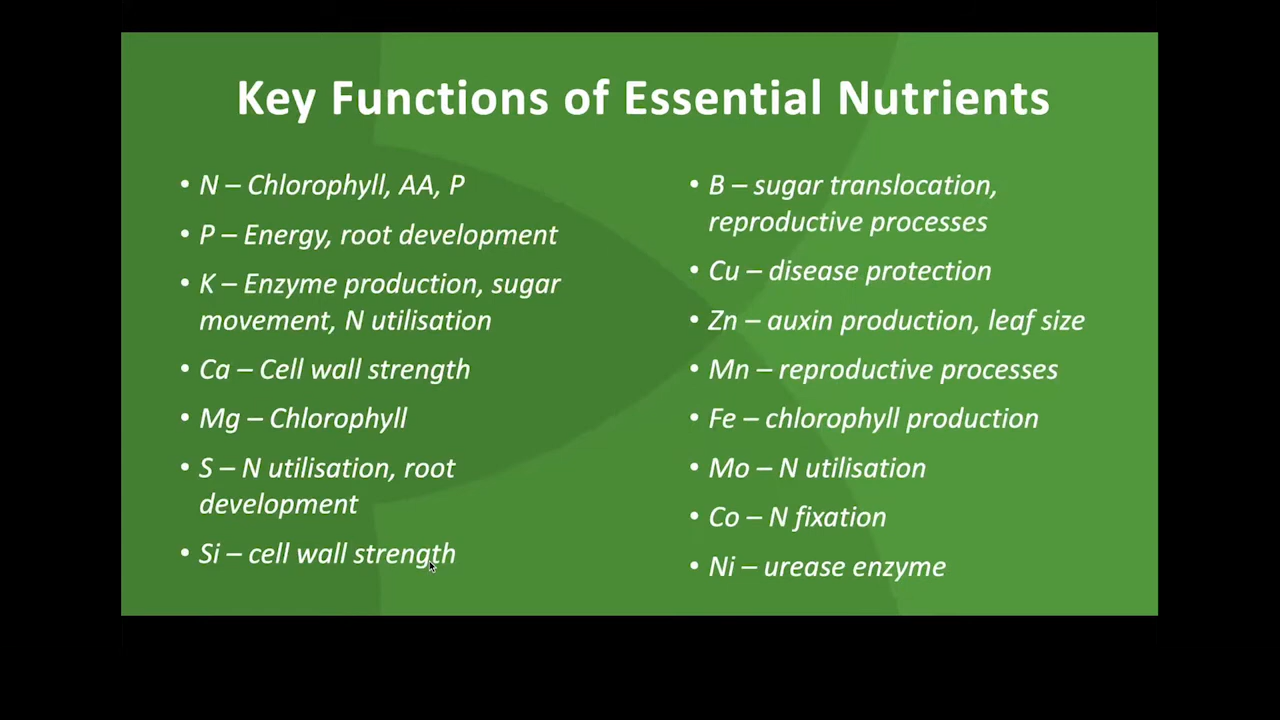 Key Functions of Essential Nutrients
• N – Chlorophyll, AA, P
• P – Energy, root development
• K – Enzyme production, sugar
movement, N utilisation
• Ca – Cell wall strength
• Mg – Chlorophyll
• S – N utilisation, root
development
• Si – cell wall strength
• B – sugar translocation,
reproductive processes
• Cu – disease protection
• Zn – auxin production, leaf size
• Mn – reproductive processes
• Fe – chlorophyll production
• Mo – N utilisation
• Co – N fixation
• Ni – urease enzyme